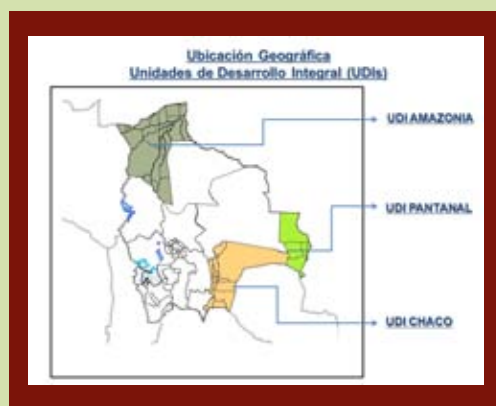 Ubicación Geográfica
Unidades de Desarrollo Integral (UDIs)
UDI AMAZONIA
UDI PANTANAL
UDI CHACO